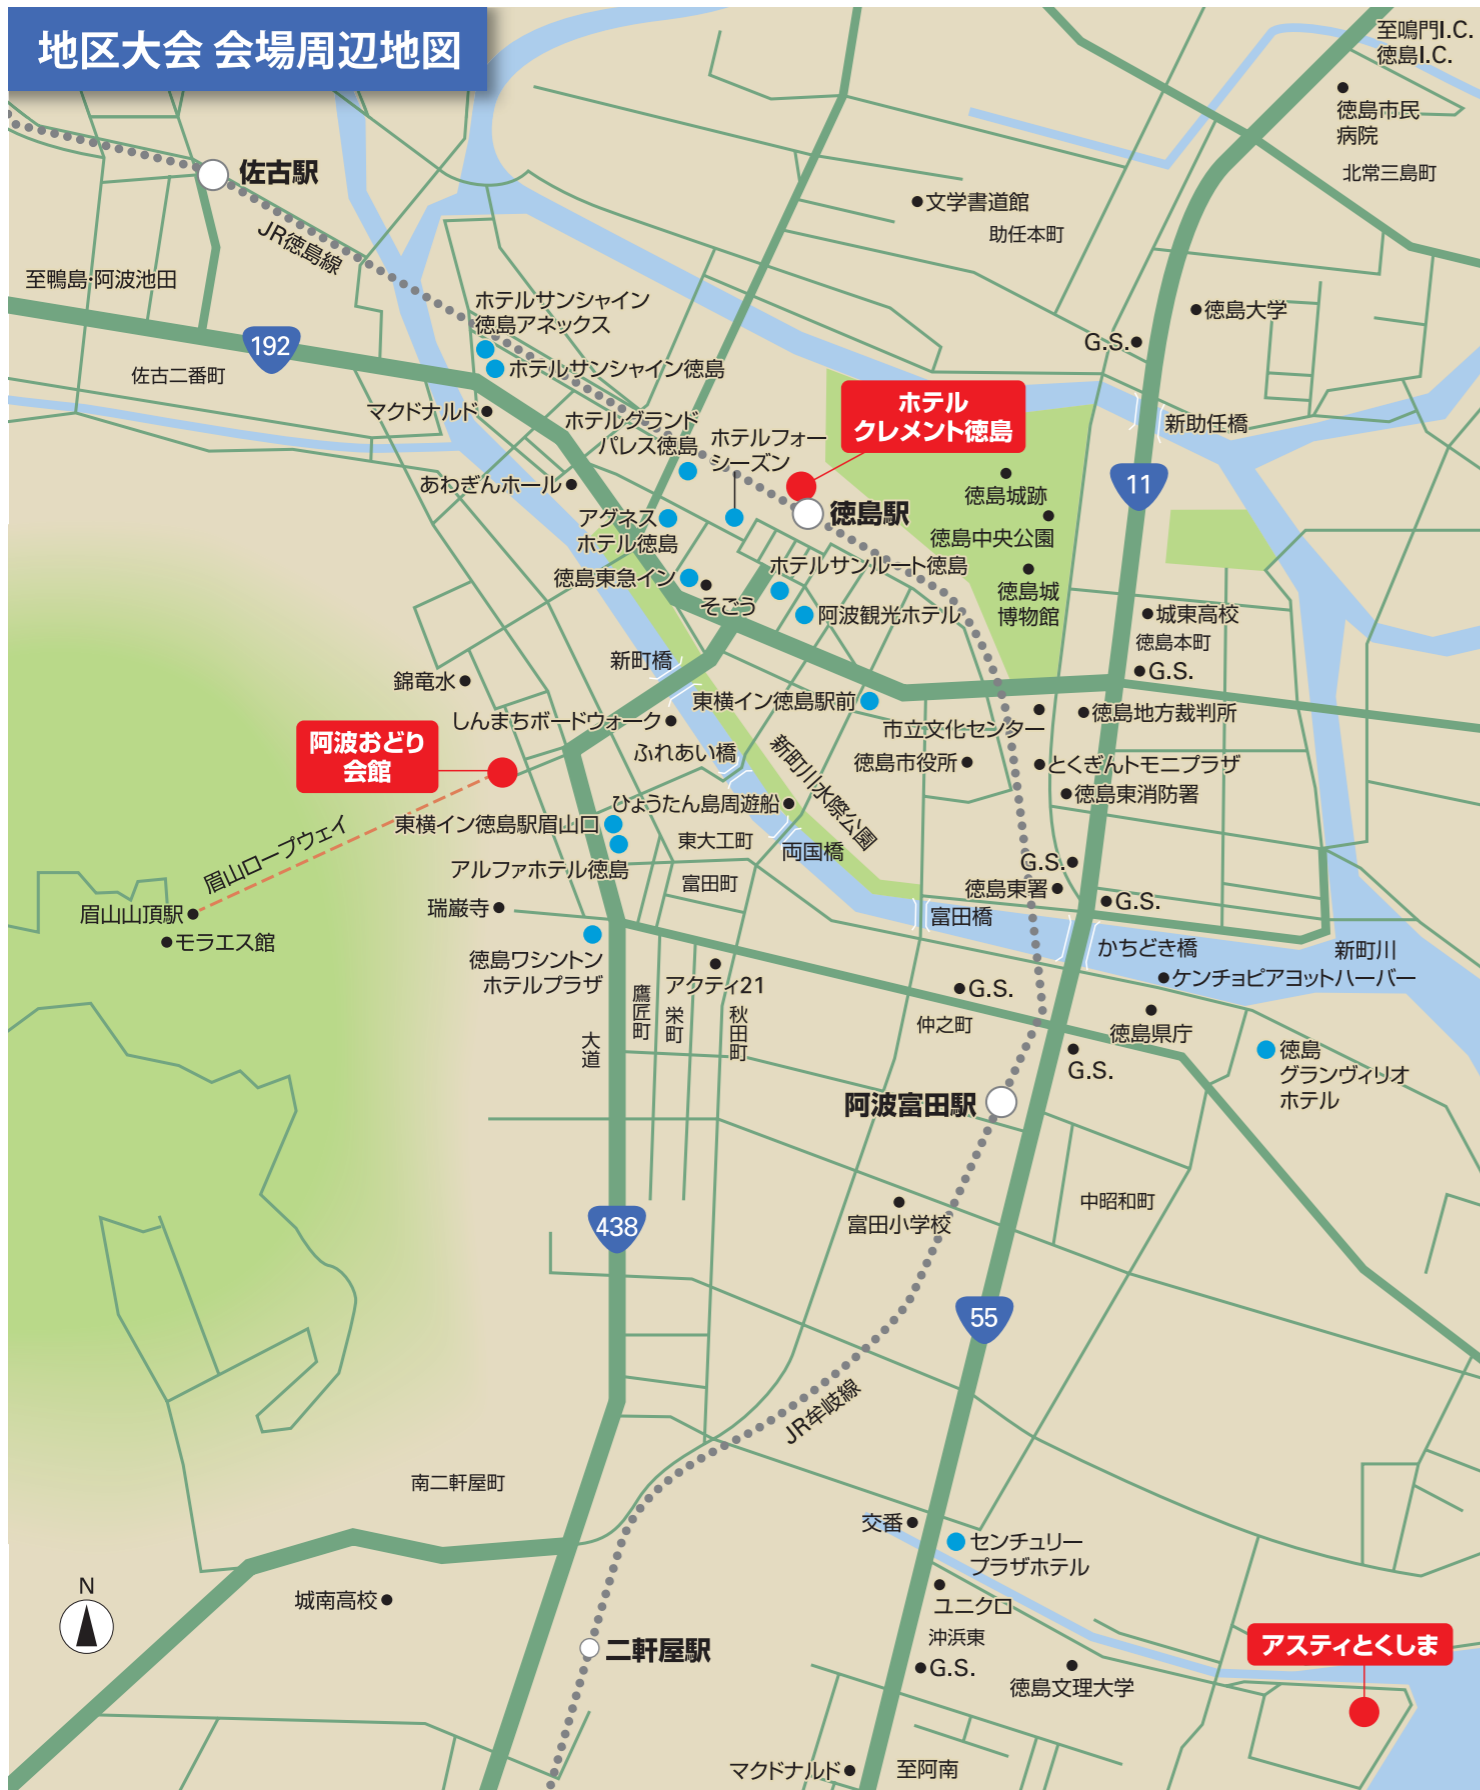 地区大会 会場周辺地図
至鳴門I.C.
徳島I.C.
徳島市民
病院
北常三島町
佐古駅
文学書道館
助任本町
JR徳島線
至鴨島・阿波池田
ホテルサンシャイン
徳島アネックス
徳島大学
192
G.S.
ホテルサンシャイン徳島
佐古二番町
マクドナルド
ホテル
クレメント徳島
ホテルグランド
パレス徳島
ホテルフォー
シーズン
新助任橋
あわぎんホール
徳島城跡
11
アグネス
ホテル徳島
徳島駅
徳島中央公園
徳島東急イン
そごう
ホテルサンルート徳島
徳島城
博物館
阿波観光ホテル
城東高校
徳島本町
新町橋
G.S.
錦竜水
東横イン徳島駅前
しんまちボードウォーク
市立文化センター
徳島地方裁判所
阿波おどり
会館
ふれあい橋
新町川水際公園
徳島市役所
とくぎんトモニプラザ
徳島東消防署
ひょうたん島周遊船
東横イン徳島駅眉山口
眉山ロープウェイ
東大工町
両国橋
アルファホテル徳島
富田町
G.S.
徳島東署
G.S.
眉山山頂駅
瑞巌寺
富田橋
モラエス館
かちどき橋
新町川
徳島ワシントン
ホテルプラザ
アクティ21
G.S.
ケンチョピアヨットハーバー
鷹匠町
栄町
秋田町
大道
仲之町
徳島県庁
徳島
グランヴィリオ
ホテル
G.S.
阿波富田駅
中昭和町
富田小学校
438
55
JR牟岐線
南二軒屋町
交番
センチュリー
プラザホテル
N
城南高校
ユニクロ
沖浜東
二軒屋駅
アスティとくしま
G.S.
徳島文理大学
マクドナルド
至阿南